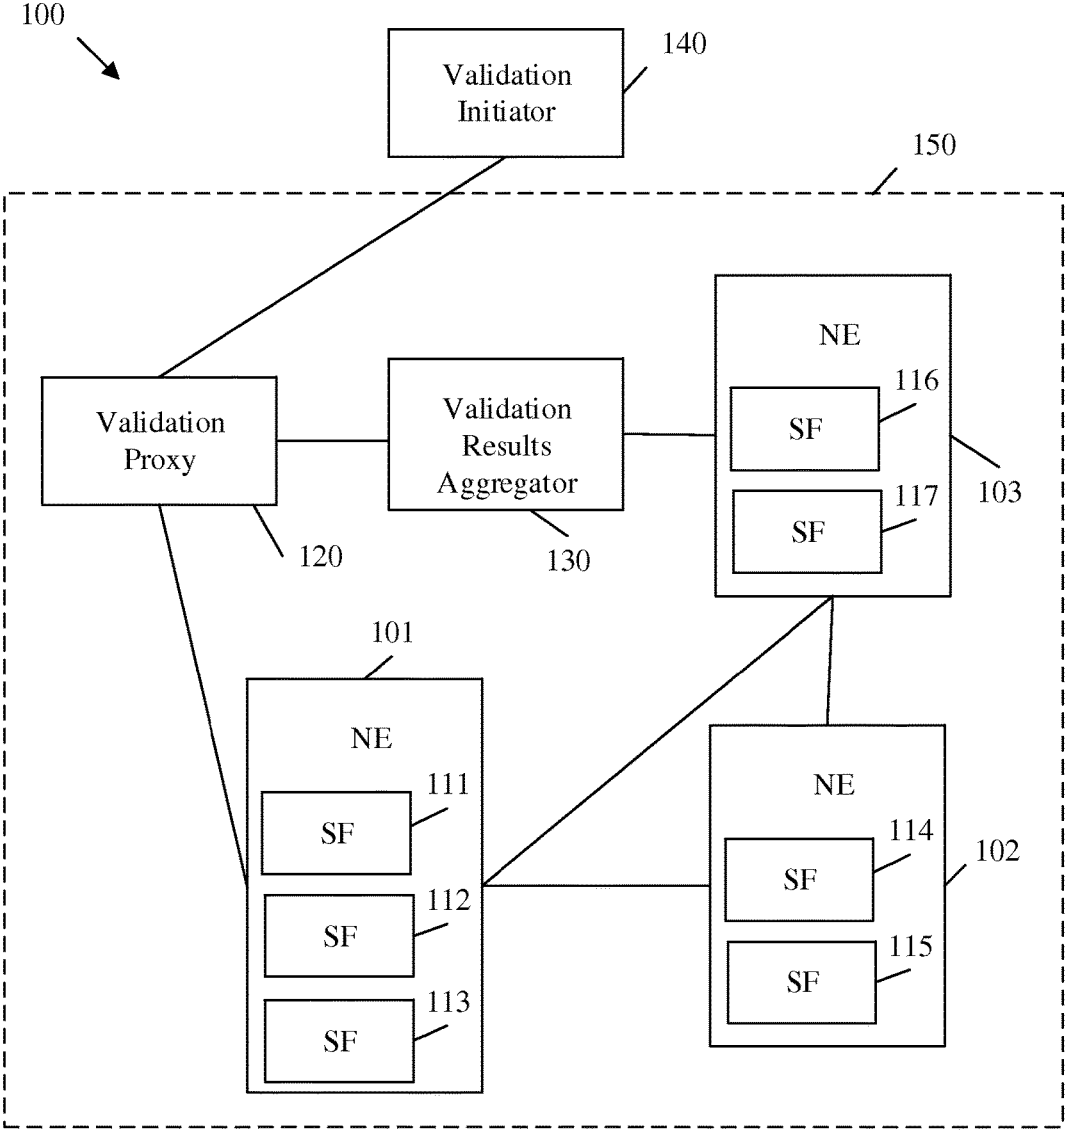 100
Validation
Initiator
140
150
NE
Validation
Proxy
Validation
Results
Aggregator
SF
116
SF
117
103
120
130
101
NE
SF
111
SF
112
SF
113
NE
SF
114
102
SF
115